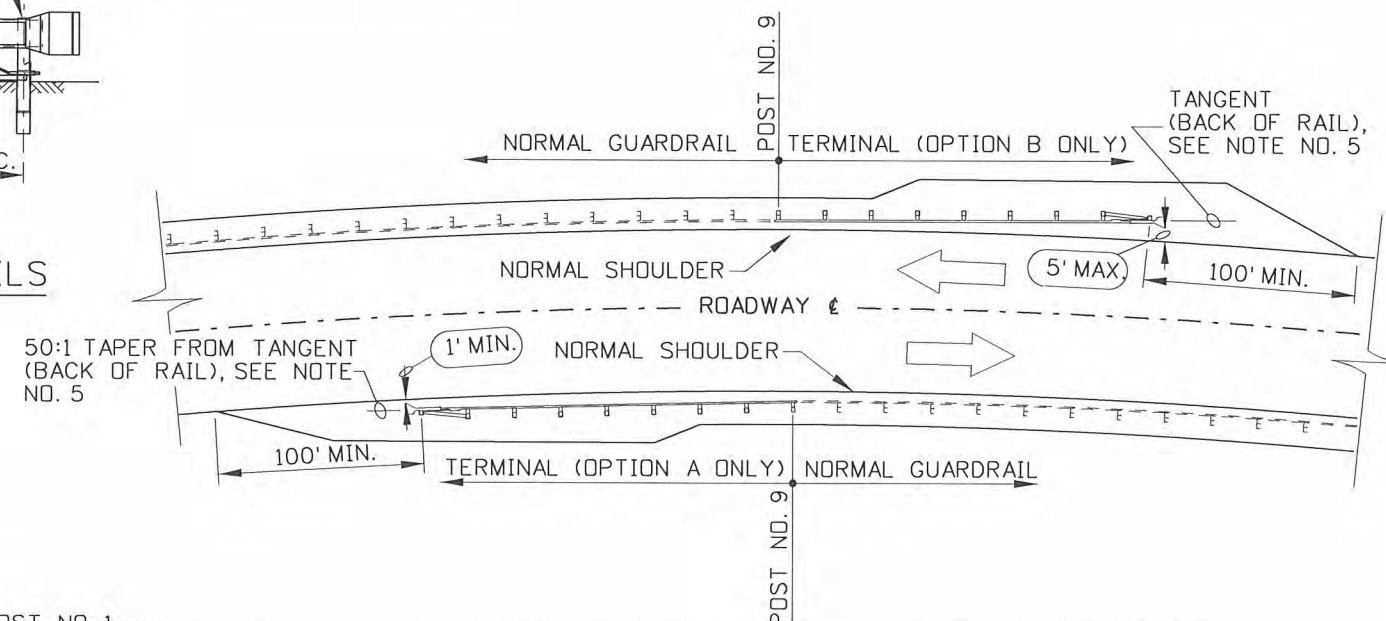 POST NO. 9
TANGENT
(BACK OF RAIL),
SEE NOTE NO. 5
NORMAL GUARDRAIL
TERMINAL (OPTION B ONLY)
C.
NORMAL SHOULDER
5' MAX.
100' MIN.
ELS
ROADWAY ℄
50:1 TAPER FROM TANGENT
(BACK OF RAIL), SEE NOTE
NO. 5
1' MIN.
NORMAL SHOULDER
100' MIN.
TERMINAL (OPTION A ONLY)
NORMAL GUARDRAIL
POST NO. 9